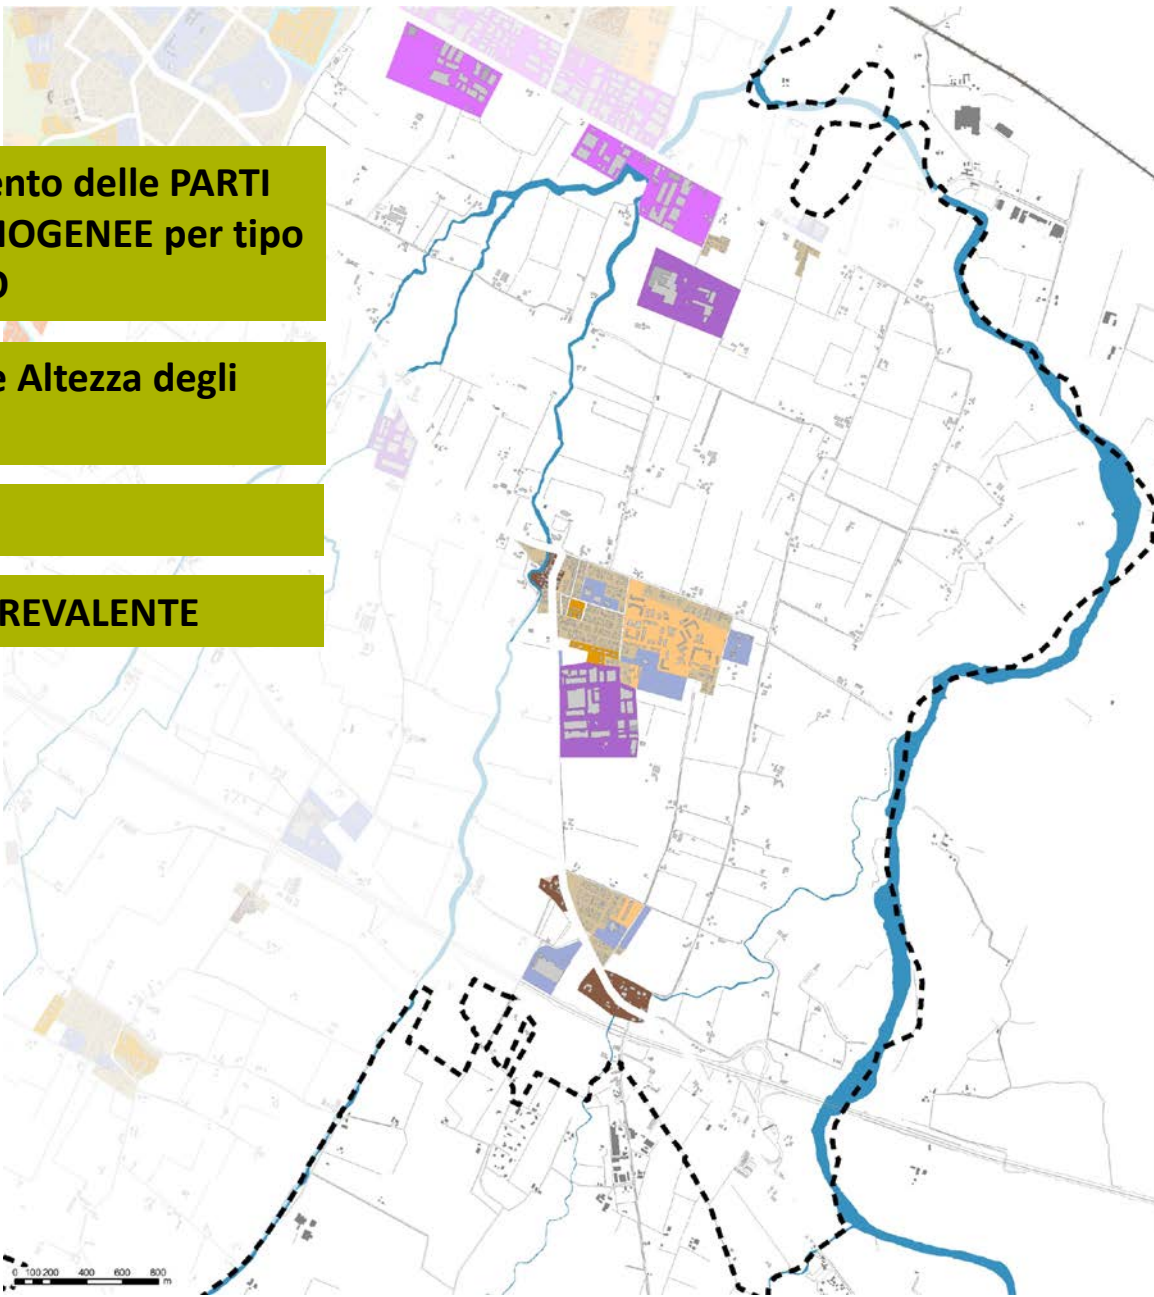 ento delle PARTI
IOGENEE per tipo
O
e Altezza degli
REVALENTE
0 100 200 400 600 800
m